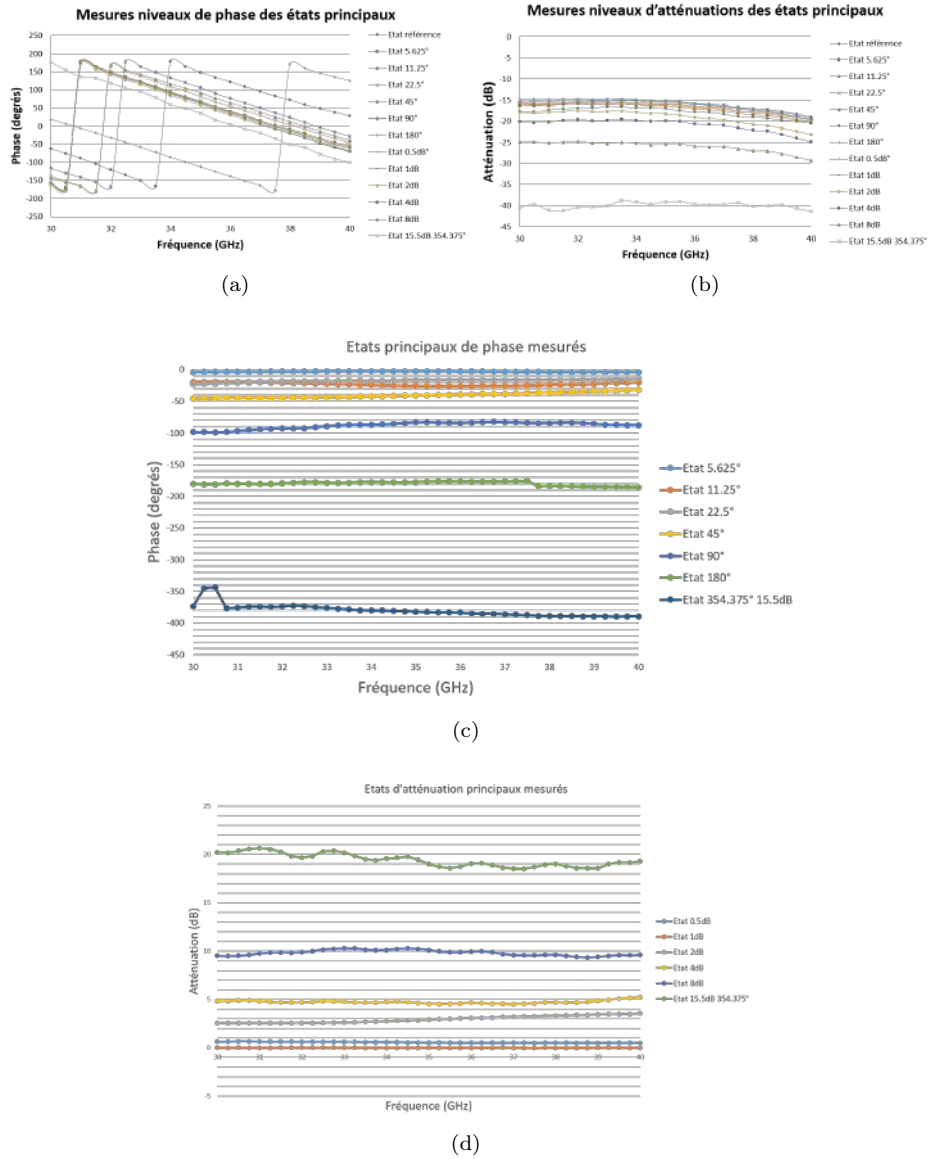 Mesures niveaux de phase des états principaux
Phase (degrés)
250
200
150
100
50
0
-50
-100
-150
-200
-250
30
32
34
36
38
40
Fréquence (GHz)
Etat référence
Etat 5.625°
Etat 11.25°
Etat 22.5°
Etat 45°
Etat 90°
Etat 180°
Etat 0.5dB°
Etat 1dB
Etat 2dB
Etat 4dB
Etat 8dB
Etat 15.5dB 354.375°
(a)
Mesures niveaux d'atténuations des états principaux
Atténuation (dB)
0
-5
-10
-15
-20
-25
-30
-35
-40
-45
30
32
34
36
38
40
Fréquence (GHz)
Etat référence
Etat 5.625°
Etat 11.25°
Etat 22.5°
Etat 45°
Etat 90°
Etat 180°
Etat 0.5dB°
Etat 1dB
Etat 2dB
Etat 4dB
Etat 8dB
Etat 15.5dB 354.375°
(b)
Etats principaux de phase mesurés
Phase (degrés)
0
-50
-100
-150
-200
-250
-300
-350
-400
-450
30
31
32
33
34
35
36
37
38
39
40
Fréquence (GHz)
Etat 5.625°
Etat 11.25°
Etat 22.5°
Etat 45°
Etat 90°
Etat 180°
Etat 354.375° 15.5dB
(c)
Etats d'atténuation principaux mesurés
Atténuation (dB)
25
20
15
10
5
0
-5
30
31
32
33
34
35
36
37
38
39
40
Fréquence (GHz)
Etat 0.5dB
Etat 1dB
Etat 2dB
Etat 4dB
Etat 8dB
Etat 15.5dB 354.375°
(d)